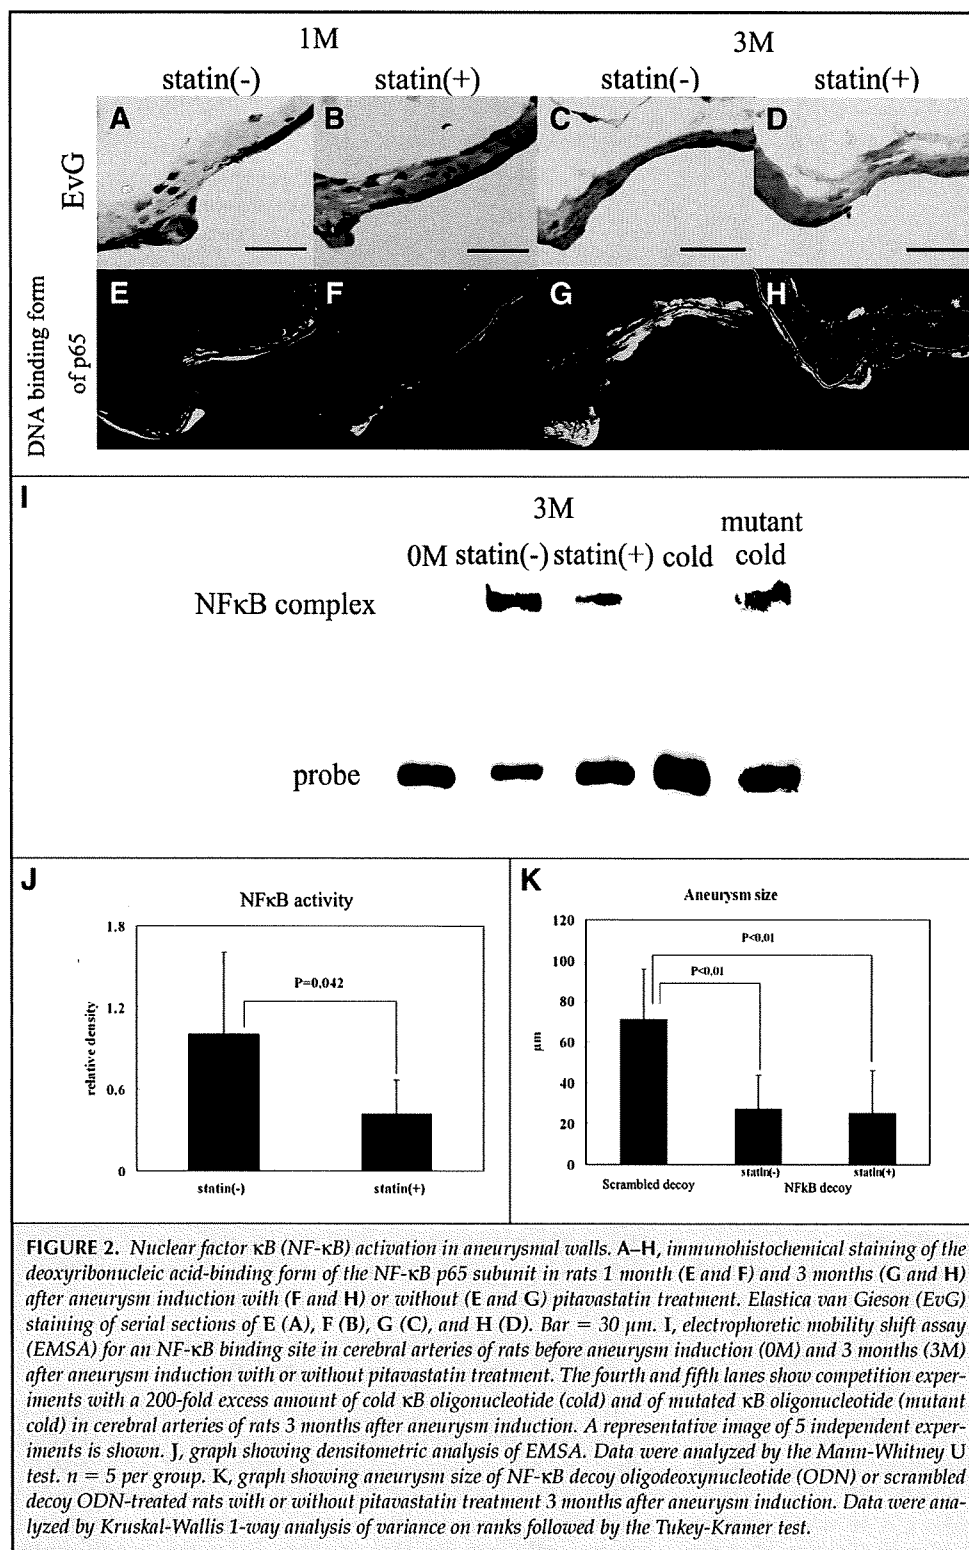 1M
3M
statin(-)
statin(+)
statin(-)
statin(+)
EvG
A
B
C
D
DNA binding form
of p65
E
F
G
H
I
3M
mutant
0M statin(-) statin(+) cold cold
NFκB complex
probe
J
NFκB activity
1.8
1.2
0.6
0
relative density
P=0.042
statin(-)
statin(+)
K
Aneurysm size
120
100
80
60
40
20
0
μm
P<0.01
P<0.01
statin(-)
statin(+)
Scrambled decoy
NFkB decoy
FIGURE 2. Nuclear factor κB (NF-κB) activation in aneurysmal walls. A–H, immunohistochemical staining of the
deoxyribonucleic acid-binding form of the NF-κB p65 subunit in rats 1 month (E and F) and 3 months (G and H)
after aneurysm induction with (F and H) or without (E and G) pitavastatin treatment. Elastica van Gieson (EvG)
staining of serial sections of E (A), F (B), G (C), and H (D). Bar = 30 μm. I, electrophoretic mobility shift assay
(EMSA) for an NF-κB binding site in cerebral arteries of rats before aneurysm induction (0M) and 3 months (3M)
after aneurysm induction with or without pitavastatin treatment. The fourth and fifth lanes show competition exper-
iments with a 200-fold excess amount of cold κB oligonucleotide (cold) and of mutated κB oligonucleotide (mutant
cold) in cerebral arteries of rats 3 months after aneurysm induction. A representative image of 5 independent exper-
iments is shown. J, graph showing densitometric analysis of EMSA. Data were analyzed by the Mann-Whitney U
test. n = 5 per group. K, graph showing aneurysm size of NF-κB decoy oligodeoxynucleotide (ODN) or scrambled
decoy ODN-treated rats with or without pitavastatin treatment 3 months after aneurysm induction. Data were ana-
lyzed by Kruskal-Wallis 1-way analysis of variance on ranks followed by the Tukey-Kramer test.